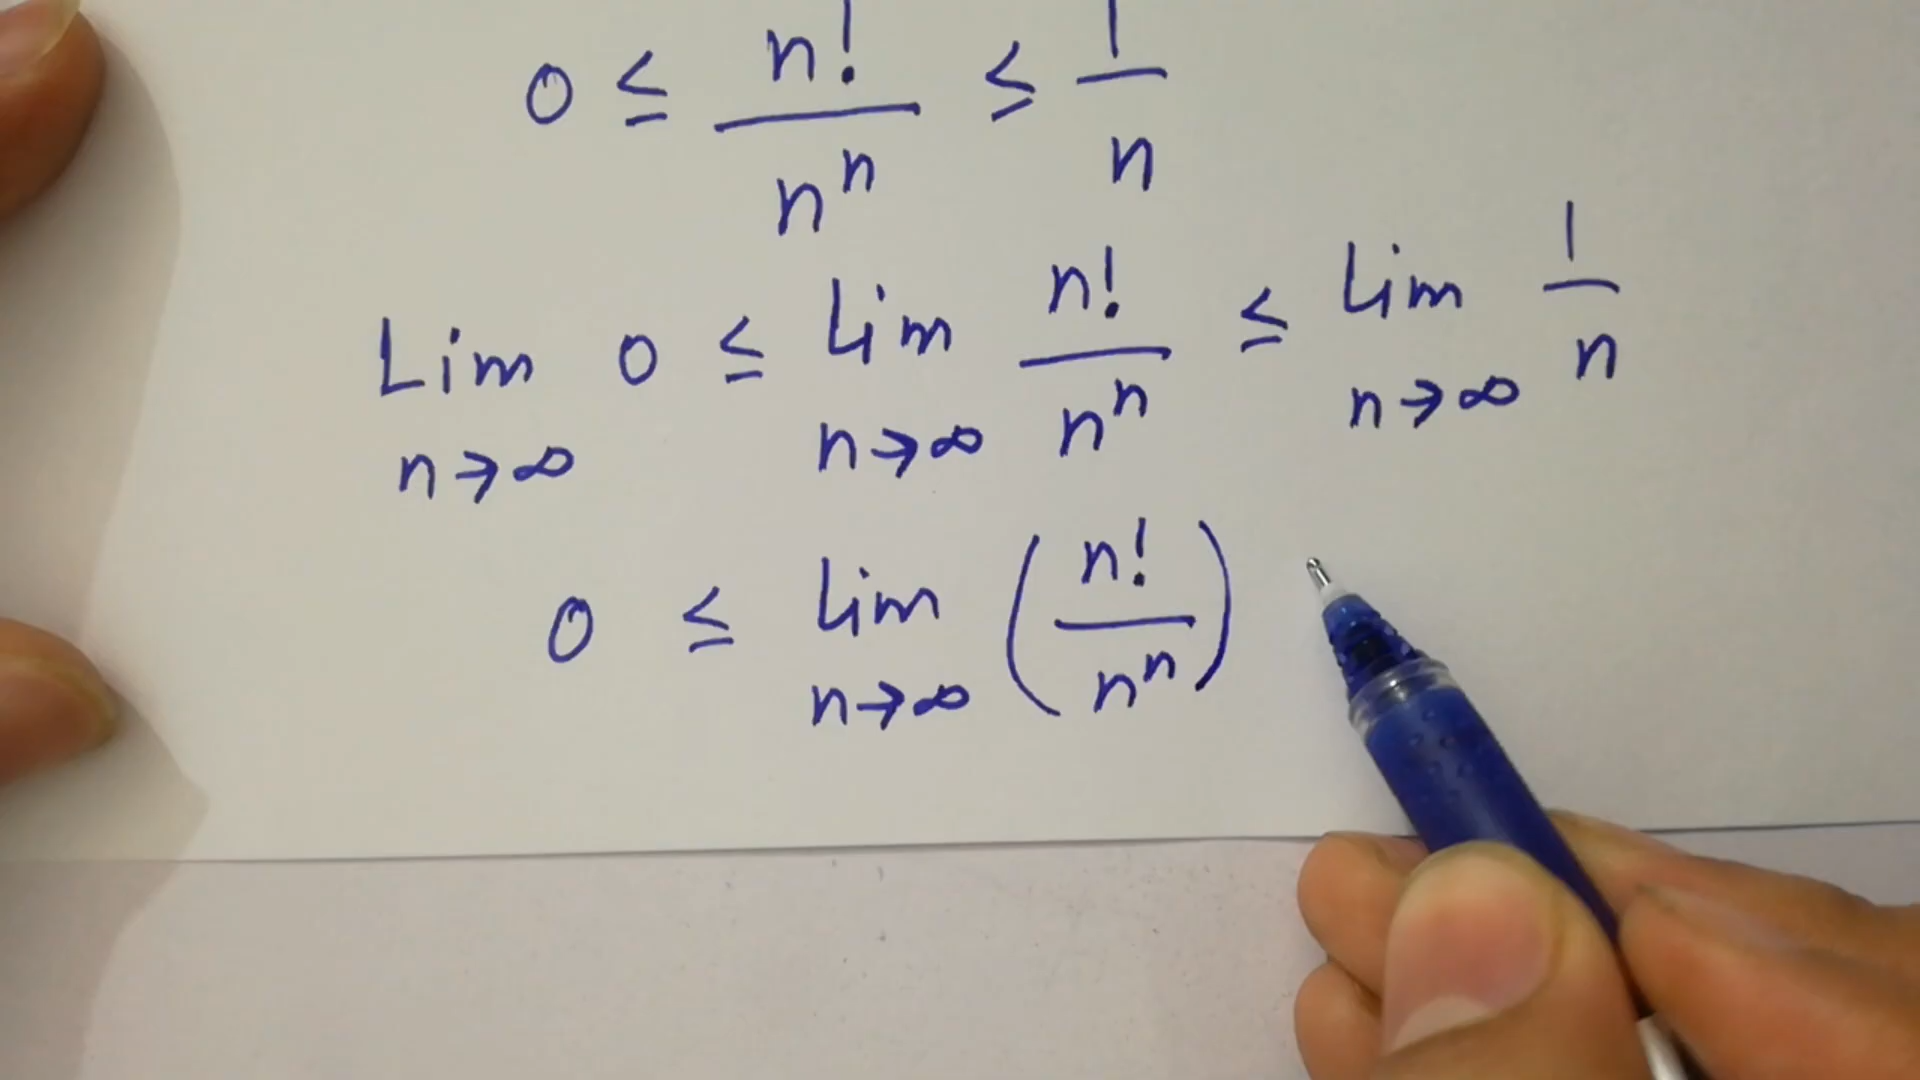 0 ≤ n!/n^n ≤ 1/n
Lim n→∞ 0 ≤ Lim n→∞ n!/n^n ≤ Lim n→∞ 1/n
0 ≤ Lim n→∞ (n!/n^n)